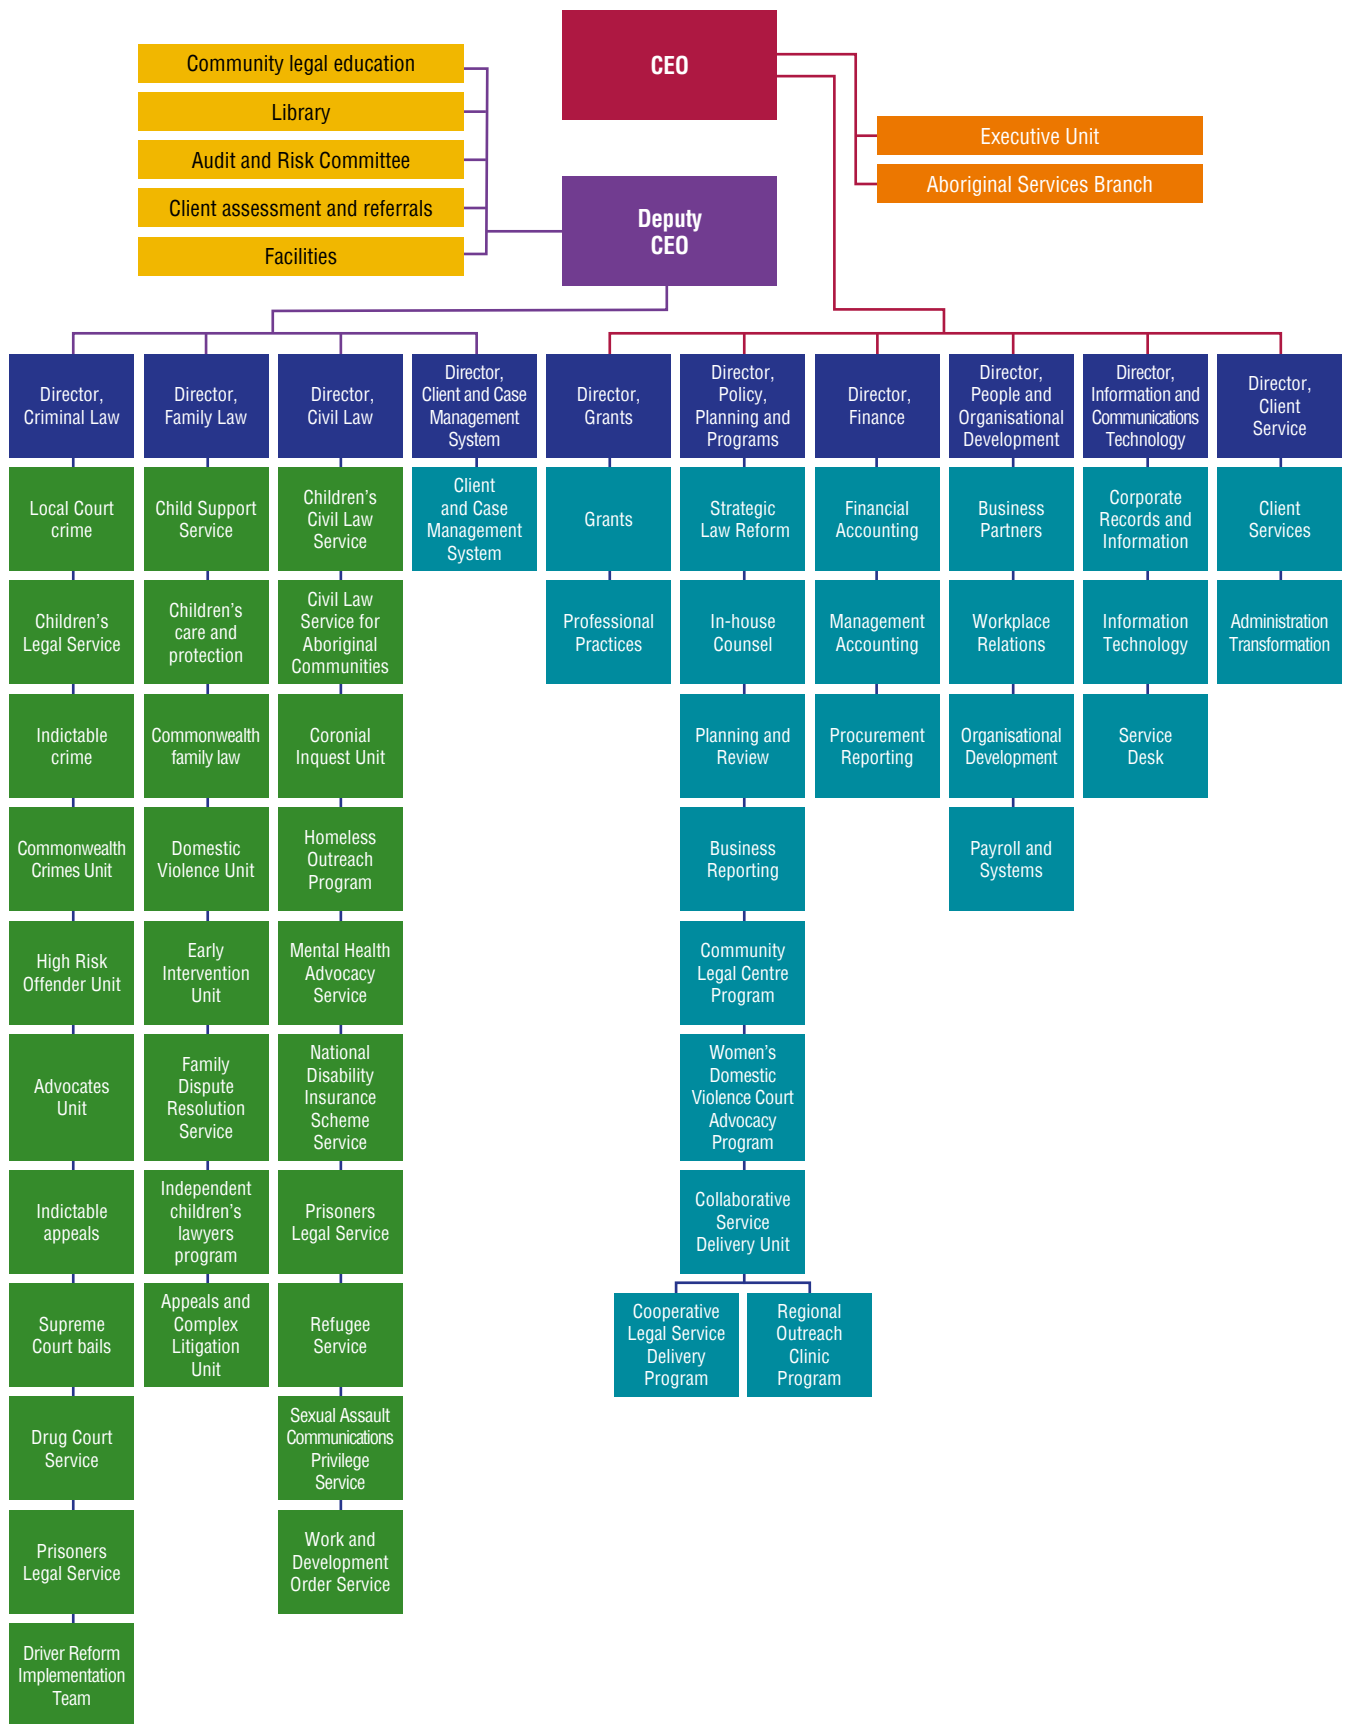 CEO
Community legal education
Library
Audit and Risk Committee
Client assessment and referrals
Facilities
Executive Unit
Aboriginal Services Branch
Deputy
CEO
Director,
Criminal Law
Director,
Family Law
Director,
Civil Law
Director,
Client and Case
Management
System
Director,
Grants
Director,
Policy,
Planning and
Programs
Director,
Finance
Director,
People and
Organisational
Development
Director,
Information and
Communications
Technology
Director,
Client
Service
Local Court
crime
Children’s
Legal Service
Indictable
crime
Commonwealth
Crimes Unit
High Risk
Offender Unit
Advocates
Unit
Indictable
appeals
Supreme
Court bails
Drug Court
Service
Prisoners
Legal Service
Driver Reform
Implementation
Team
Child Support
Service
Children’s
care and
protection
Commonwealth
family law
Domestic
Violence Unit
Early
Intervention
Unit
Family
Dispute
Resolution
Service
Independent
children’s
lawyers
program
Appeals and
Complex
Litigation
Unit
Children’s
Civil Law
Service
Civil Law
Service for
Aboriginal
Communities
Coronial
Inquest Unit
Homeless
Outreach
Program
Mental Health
Advocacy
Service
National
Disability
Insurance
Scheme
Service
Prisoners
Legal Service
Refugee
Service
Sexual Assault
Communications
Privilege
Service
Work and
Development
Order Service
Client
and Case
Management
System
Grants
Professional
Practices
Strategic
Law Reform
In-house
Counsel
Planning and
Review
Business
Reporting
Community
Legal Centre
Program
Women’s
Domestic
Violence Court
Advocacy
Program
Collaborative
Service
Delivery Unit
Cooperative
Legal Service
Delivery
Program
Regional
Outreach
Clinic
Program
Financial
Accounting
Management
Accounting
Procurement
Reporting
Business
Partners
Workplace
Relations
Organisational
Development
Payroll and
Systems
Corporate
Records and
Information
Information
Technology
Service
Desk
Client
Services
Administration
Transformation